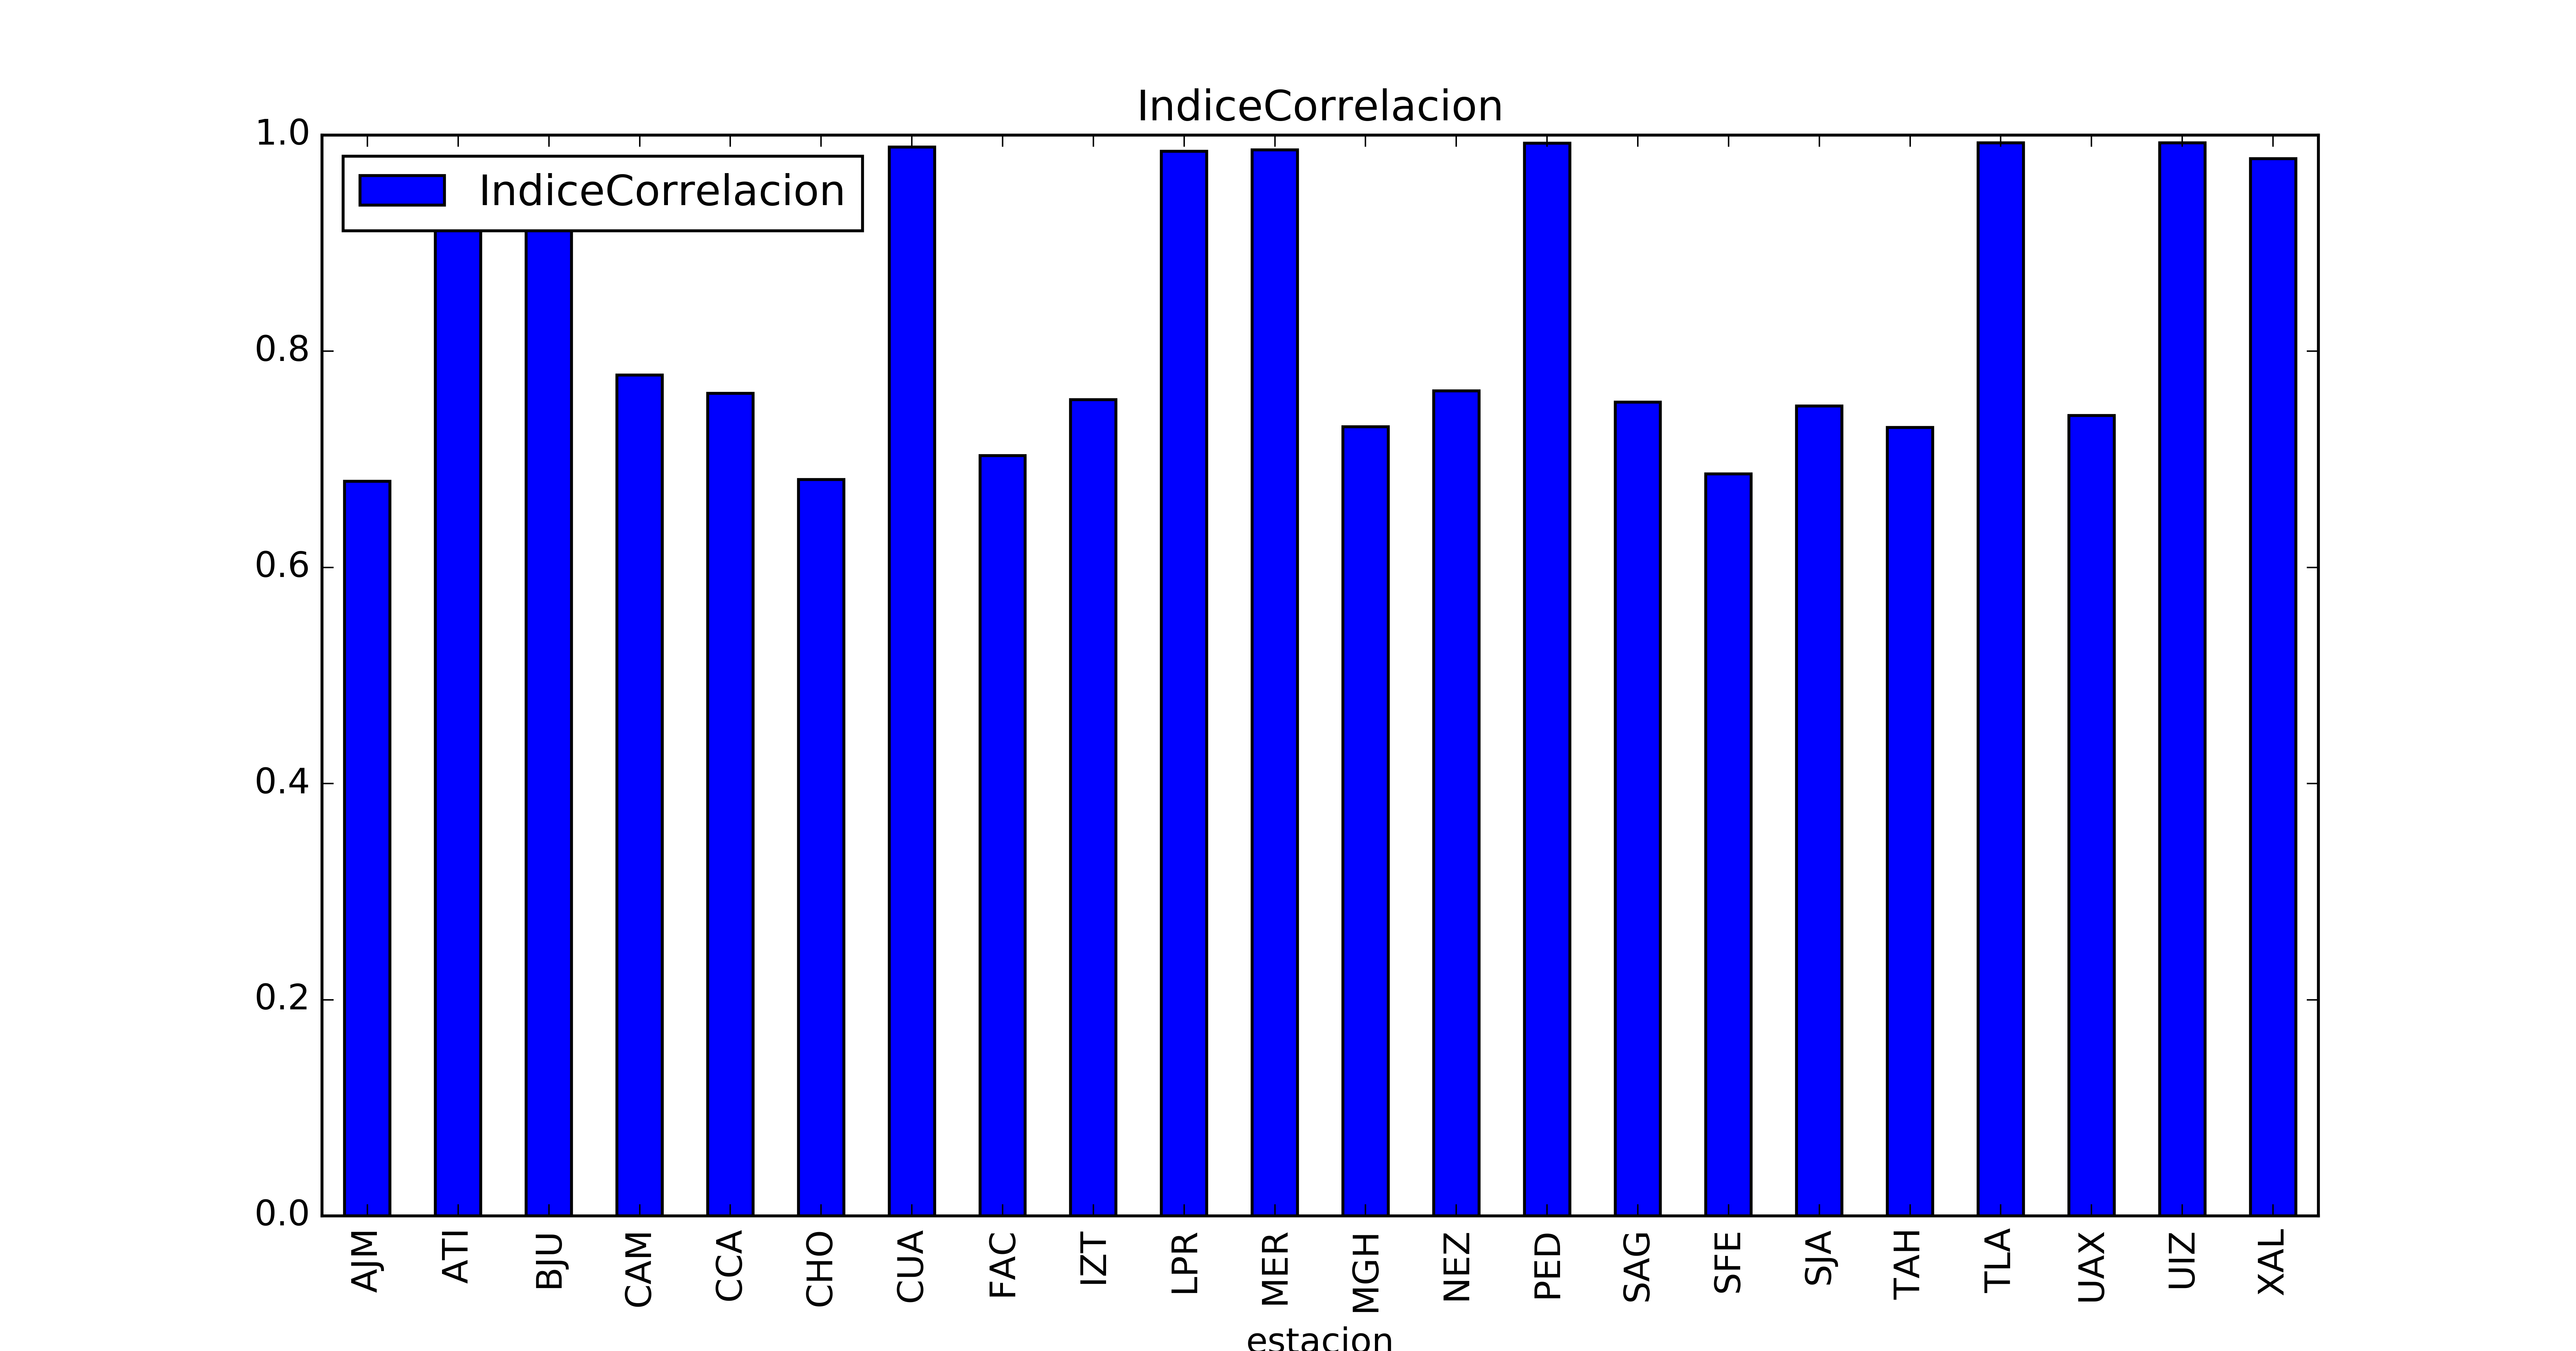 IndiceCorrelacion
1.0
IndiceCorrelacion
0.8
0.6
0.4
0.2
0.0
AJM ATI BJU CAM CCA CHO CUA FAC IZT LPR MER MGH NEZ PED SAG SFE SJA TAH TLA UAX UIZ XAL
estacion